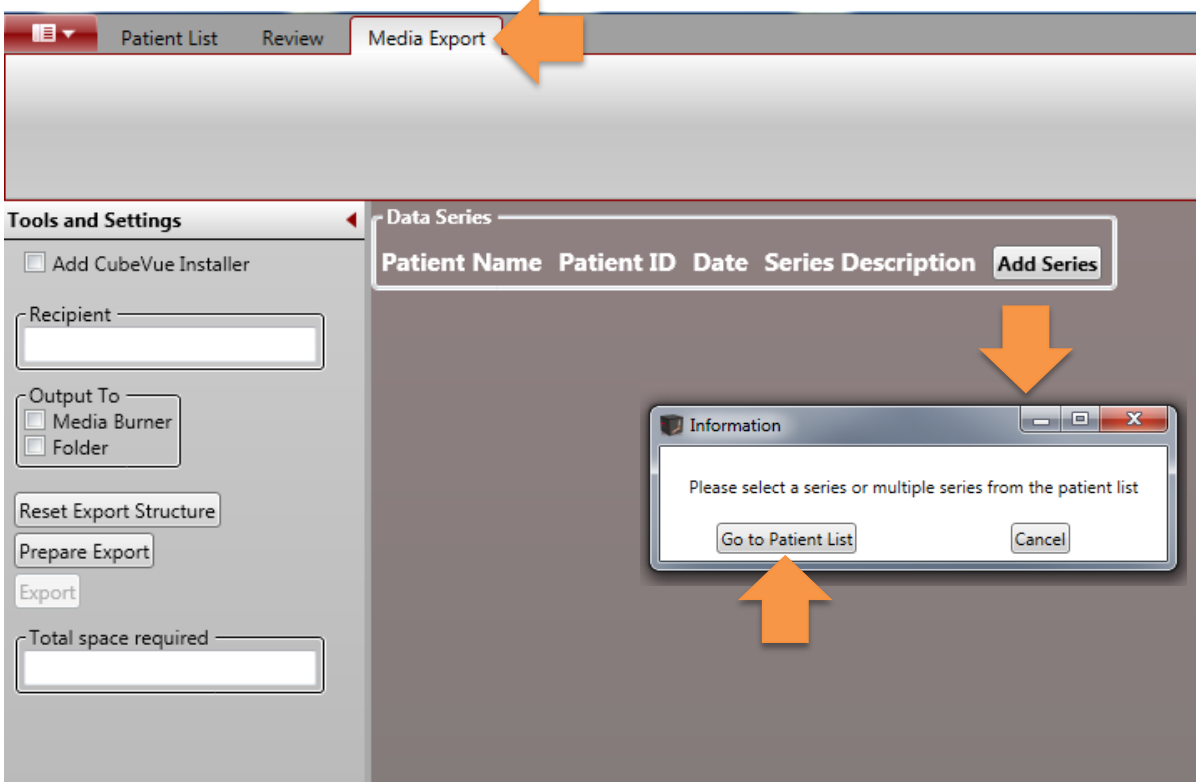 Patient List Review Media Export
Tools and Settings
Add CubeVue Installer
Recipient
Output To
Media Burner
Folder
Reset Export Structure
Prepare Export
Export
Total space required
Data Series
Patient Name Patient ID Date Series Description Add Series
Information
Please select a series or multiple series from the patient list
Go to Patient List Cancel